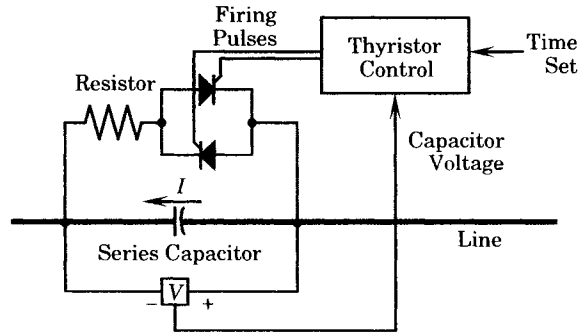 Firing
Pulses
Thyristor
Control
Time
Set
Resistor
Capacitor
Voltage
I
Series Capacitor
Line
− V +